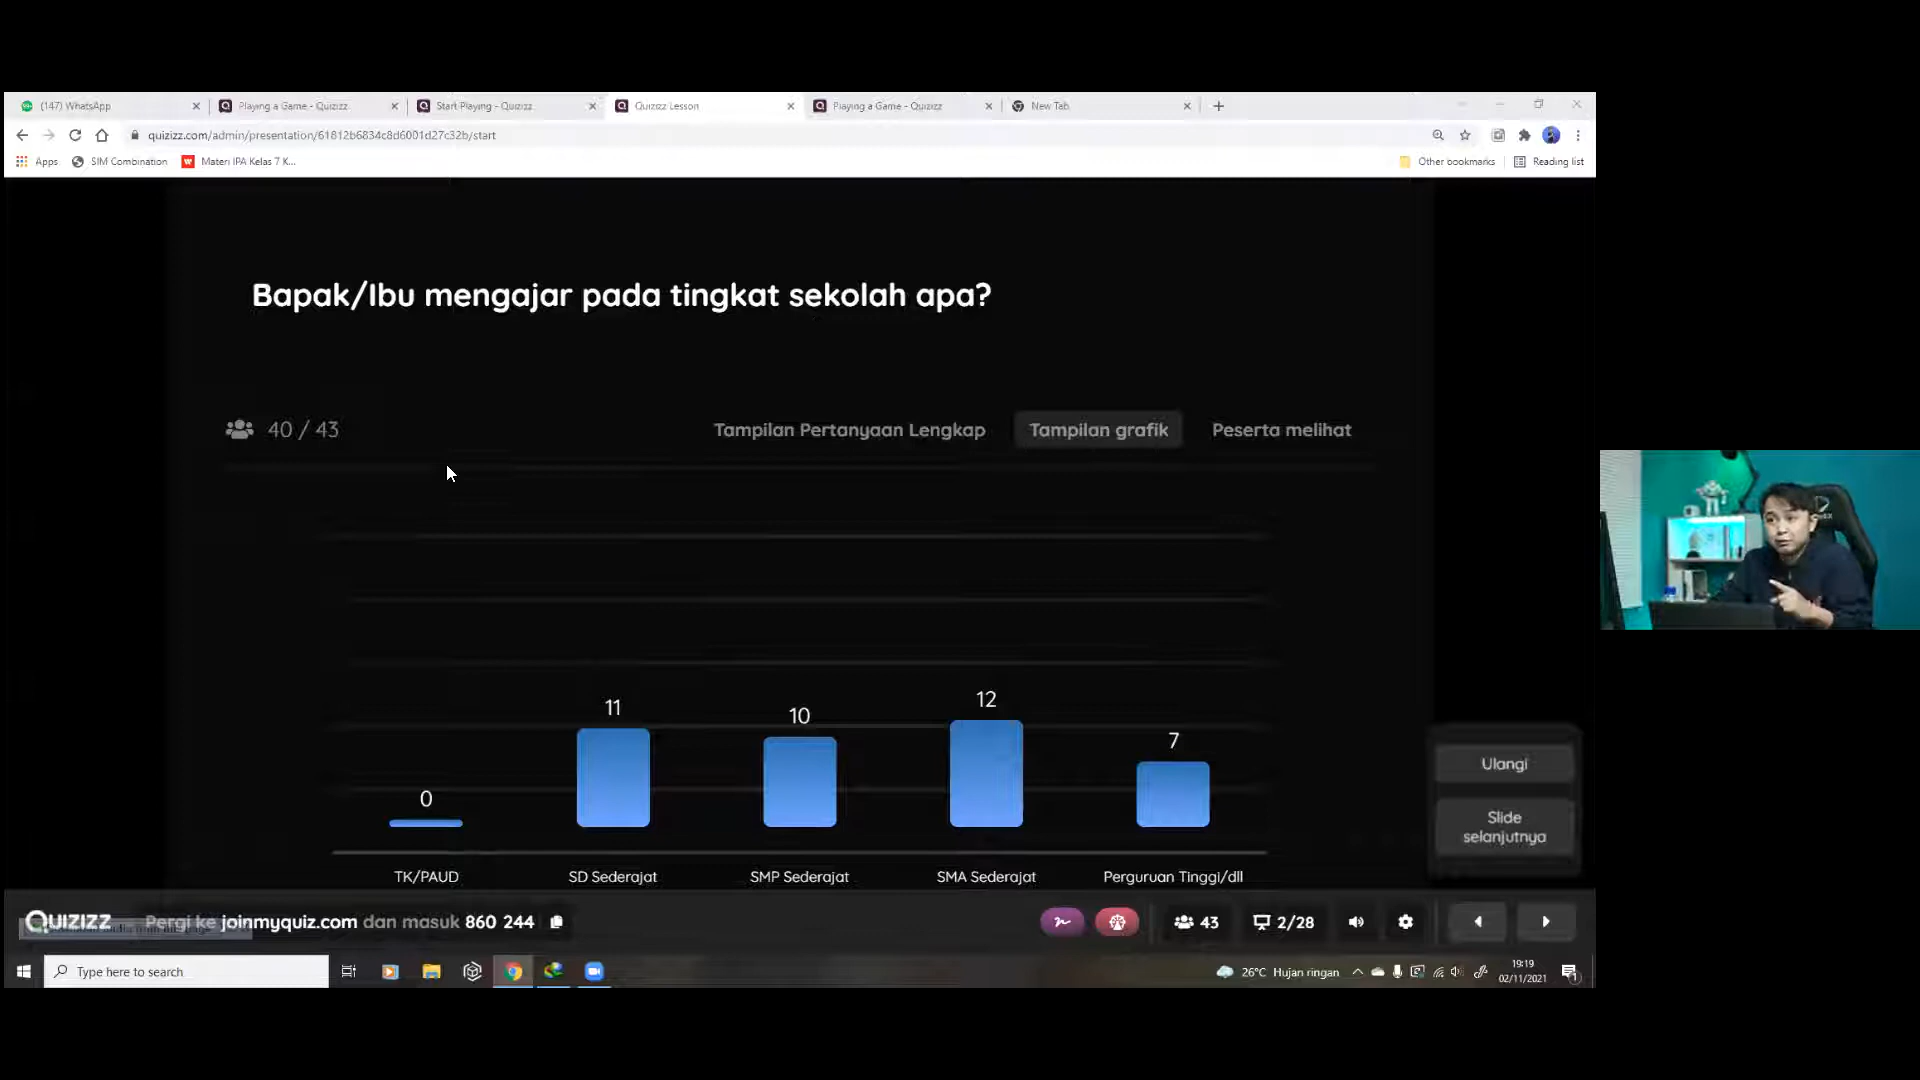 (147) WhatsApp
Playing a Game - Quizizz
Start Playing - Quizizz
Quizizz Lesson
Playing a Game - Quizizz
New Tab
quizizz.com/admin/presentation/61812b6834c8d6001d27c32b/start
Apps
SIM Combination
Materi IPA Kelas 7 K...
Other bookmarks
Reading list
Bapak/Ibu mengajar pada tingkat sekolah apa?
40 / 43
Tampilan Pertanyaan Lengkap
Tampilan grafik
Peserta melihat
0
11
10
12
7
TK/PAUD
SD Sederajat
SMP Sederajat
SMA Sederajat
Perguruan Tinggi/dll
Ulangi
Slide
selanjutnya
Quizizz
Pergi ke joinmyquiz.com dan masuk 860 244
43
2/28
Type here to search
26°C Hujan ringan
19:19
02/11/2021
1